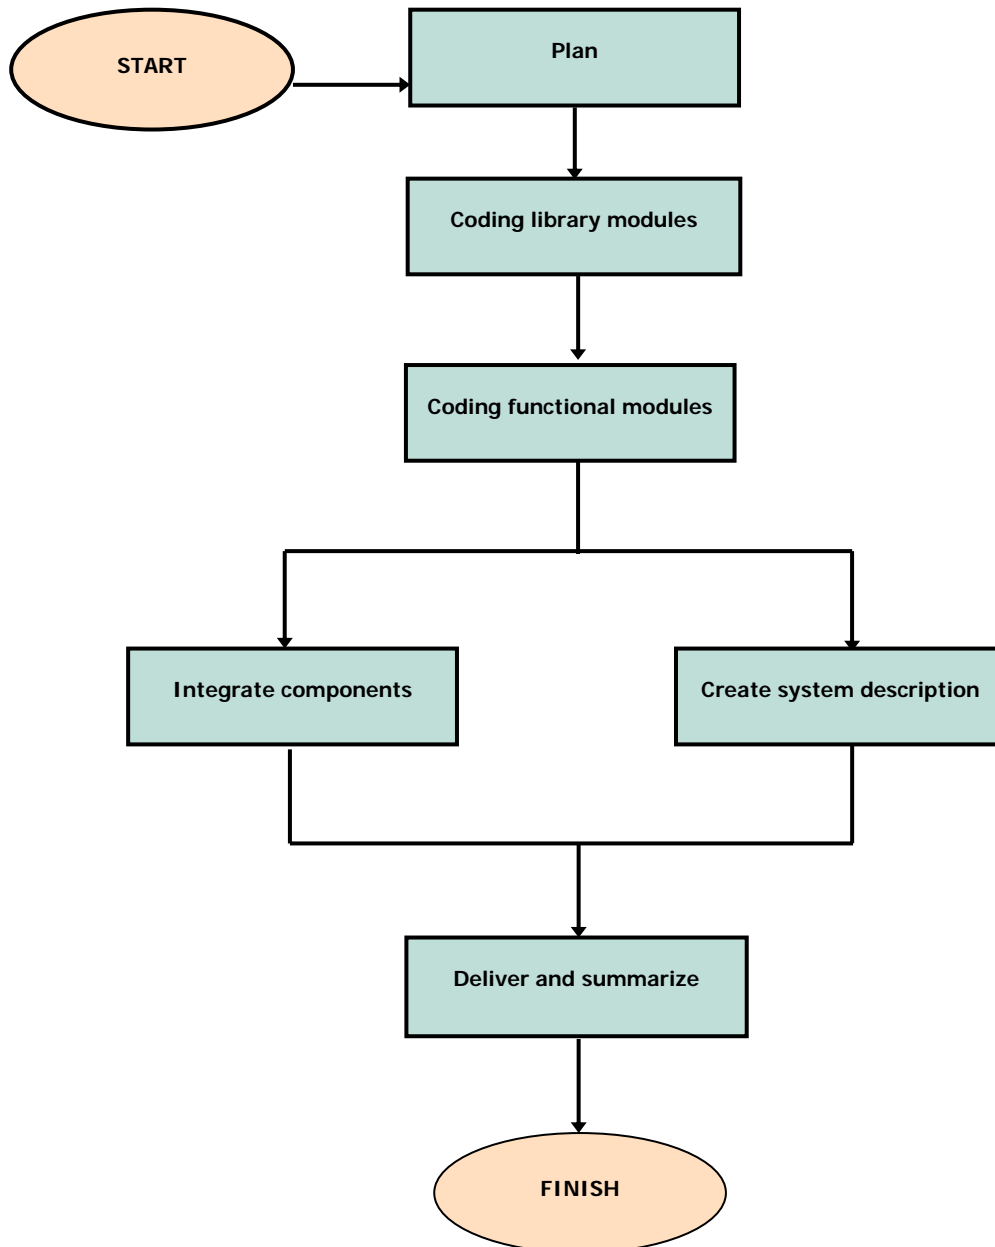 START
Plan
Coding library modules
Coding functional modules
Integrate components
Create system description
Deliver and summarize
FINISH